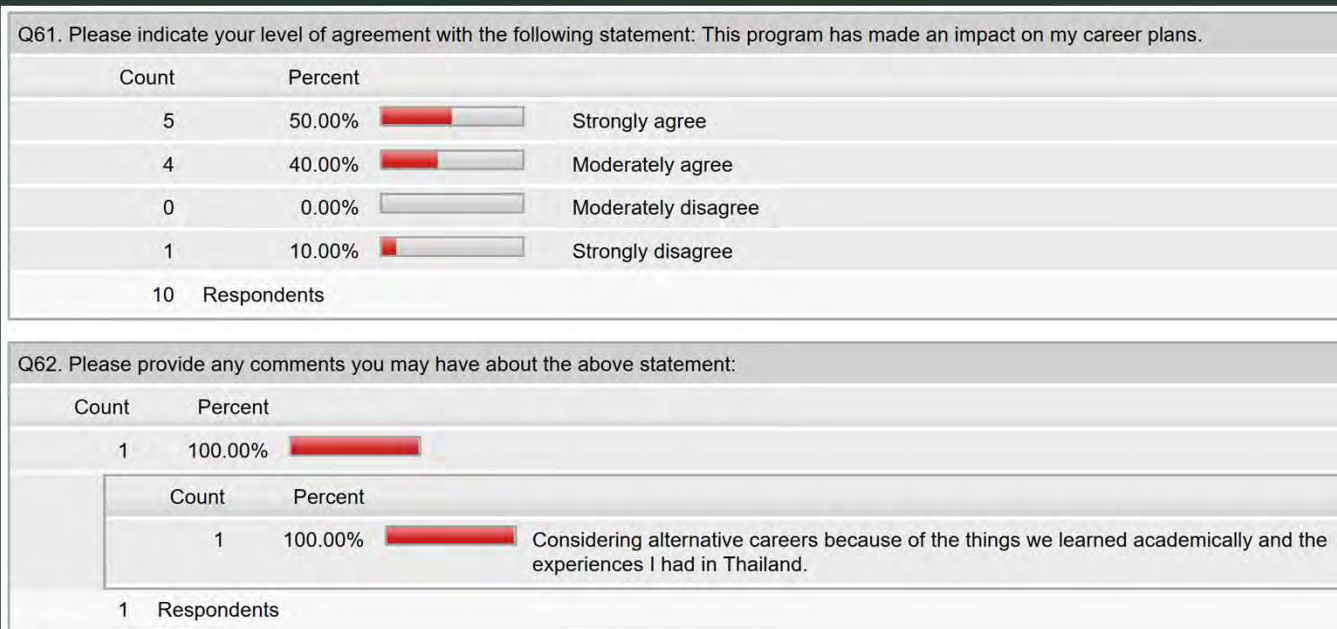 Q61. Please indicate your level of agreement with the following statement: This program has made an impact on my career plans.
Count Percent
5 50.00% Strongly agree
4 40.00% Moderately agree
0 0.00% Moderately disagree
1 10.00% Strongly disagree
10 Respondents
Q62. Please provide any comments you may have about the above statement:
Count Percent
1 100.00%
Count Percent
1 100.00% Considering alternative careers because of the things we learned academically and the
experiences I had in Thailand.
1 Respondents